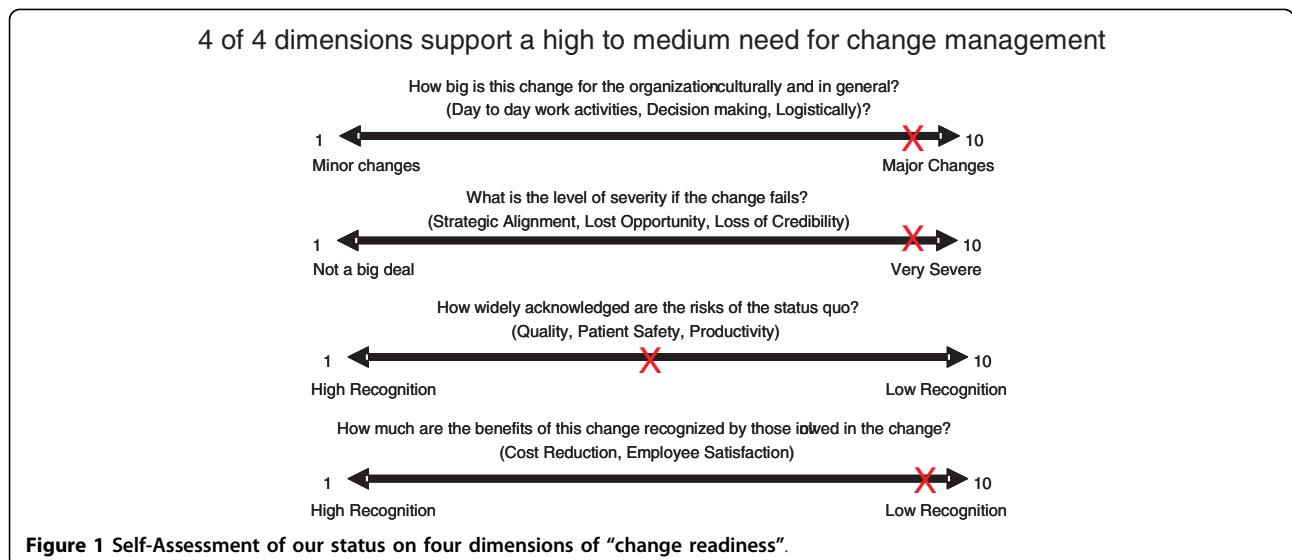 4 of 4 dimensions support a high to medium need for change management
How big is this change for the organization-culturally and in general?
(Day to day work activities, Decision making, Logistically)?
1 X 10
Minor changes Major Changes
What is the level of severity if the change fails?
(Strategic Alignment, Lost Opportunity, Loss of Credibility)
1 X 10
Not a big deal Very Severe
How widely acknowledged are the risks of the status quo?
(Quality, Patient Safety, Productivity)
1 X 10
High Recognition Low Recognition
How much are the benefits of this change recognized by those in the change?
(Cost Reduction, Employee Satisfaction)
1 X 10
High Recognition Low Recognition
Figure 1 Self-Assessment of our status on four dimensions of “change readiness”.